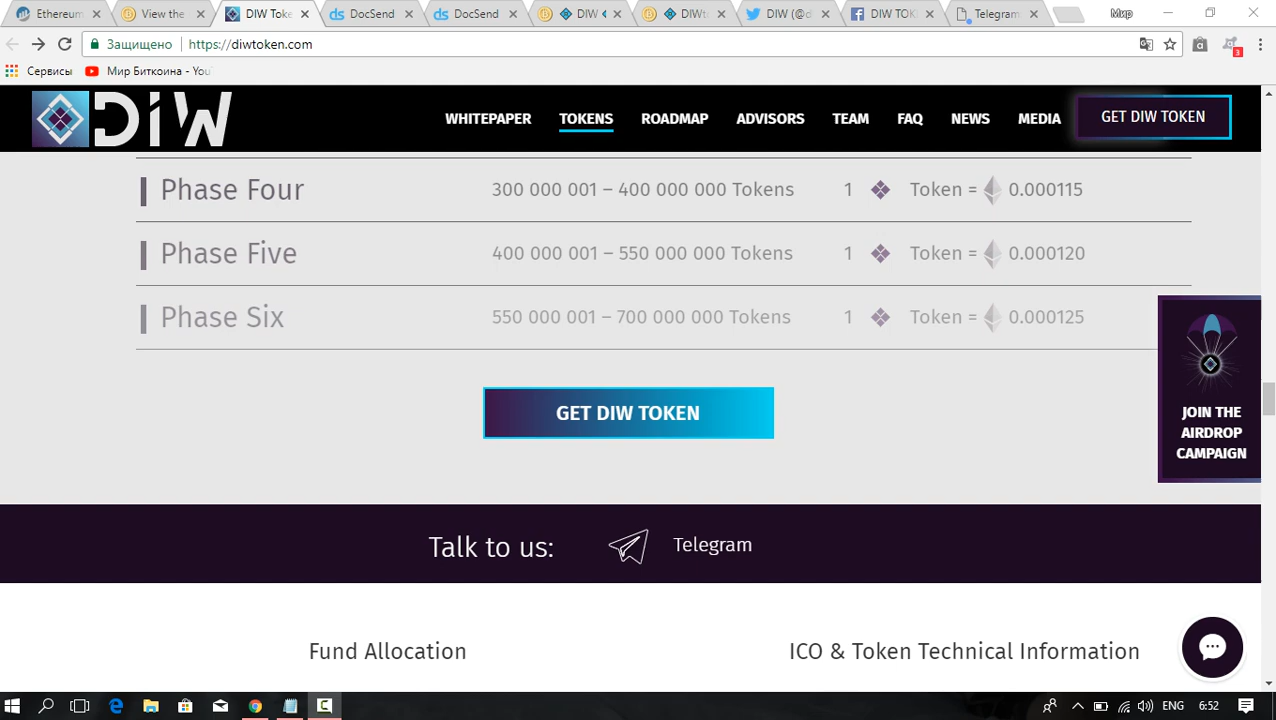 Ethereum
View the
DIW Toke
DocSend
DocSend
DIW
DIWt
DIW (@d
DIW TOK
Telegram
Мир
Защищено
https://diwtoken.com
a
3
Сервисы
Мир Биткоина - You
DiW
WHITEPAPER
TOKENS
ROADMAP
ADVISORS
TEAM
FAQ
NEWS
MEDIA
GET DIW TOKEN
Phase Four 300 000 001 – 400 000 000 Tokens 1 Token = 0.000115
Phase Five 400 000 001 – 550 000 000 Tokens 1 Token = 0.000120
Phase Six 550 000 001 – 700 000 000 Tokens 1 Token = 0.000125
JOIN THE
AIRDROP
CAMPAIGN
GET DIW TOKEN
Talk to us: Telegram
Fund Allocation
ICO & Token Technical Information
ENG
6:52